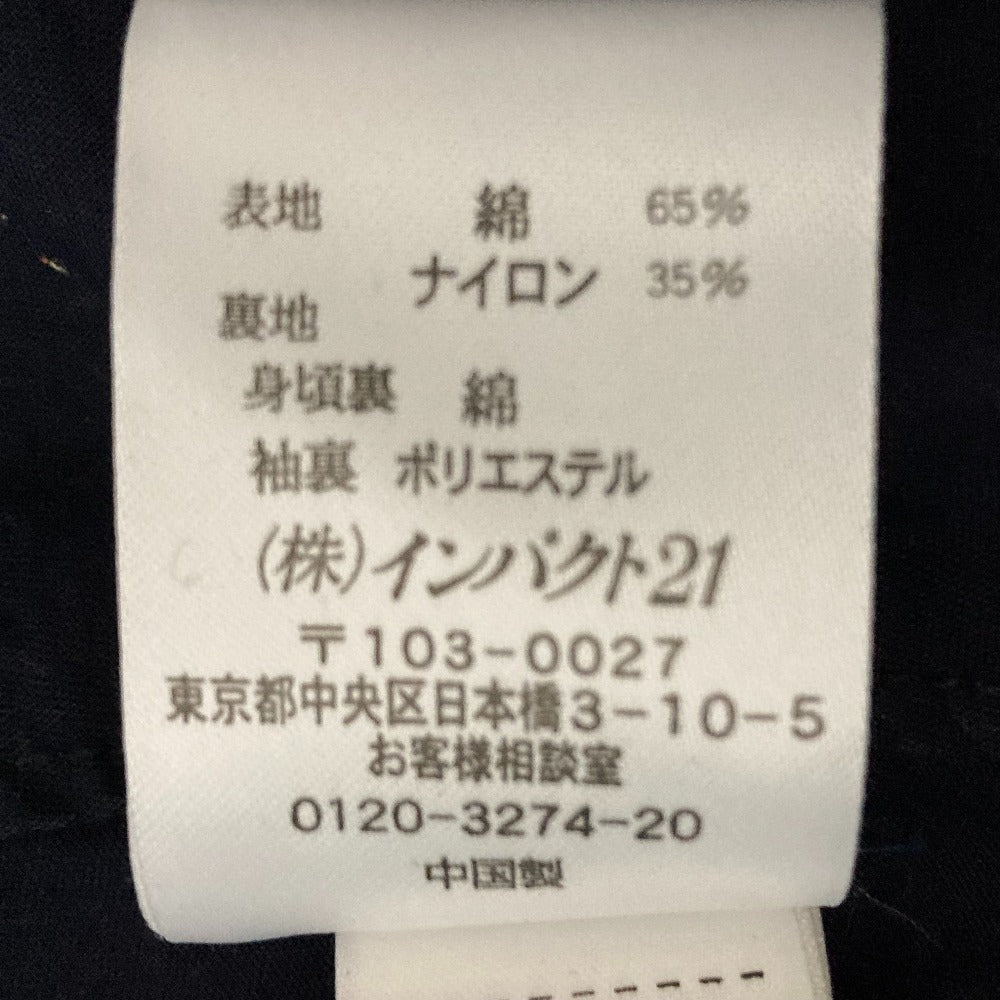 表地 綿 65%
ナイロン 35%
裏地
身頃裏 綿
袖裏 ポリエステル
(株)インパクト21
〒103-0027
東京都中央区日本橋3-10-5
お客様相談室
0120-3274-20
中国製